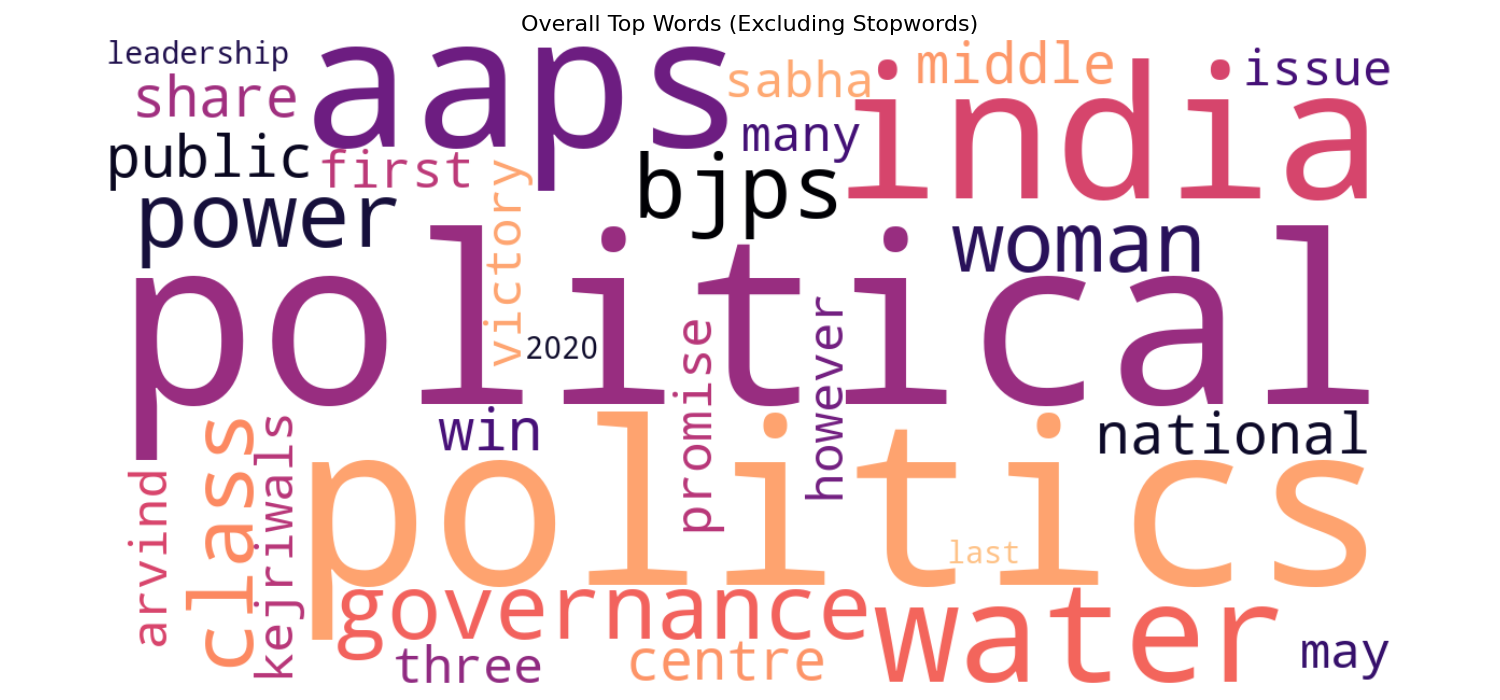 Overall Top Words (Excluding Stopwords)
leadership
aaps
sabha
middle
issue
share
india
many
public
first
bjps
power
victory
woman
political
2020
promise
however
win
national
class
kejriwals
arvind
politics
last
governance
water
three
centre
may